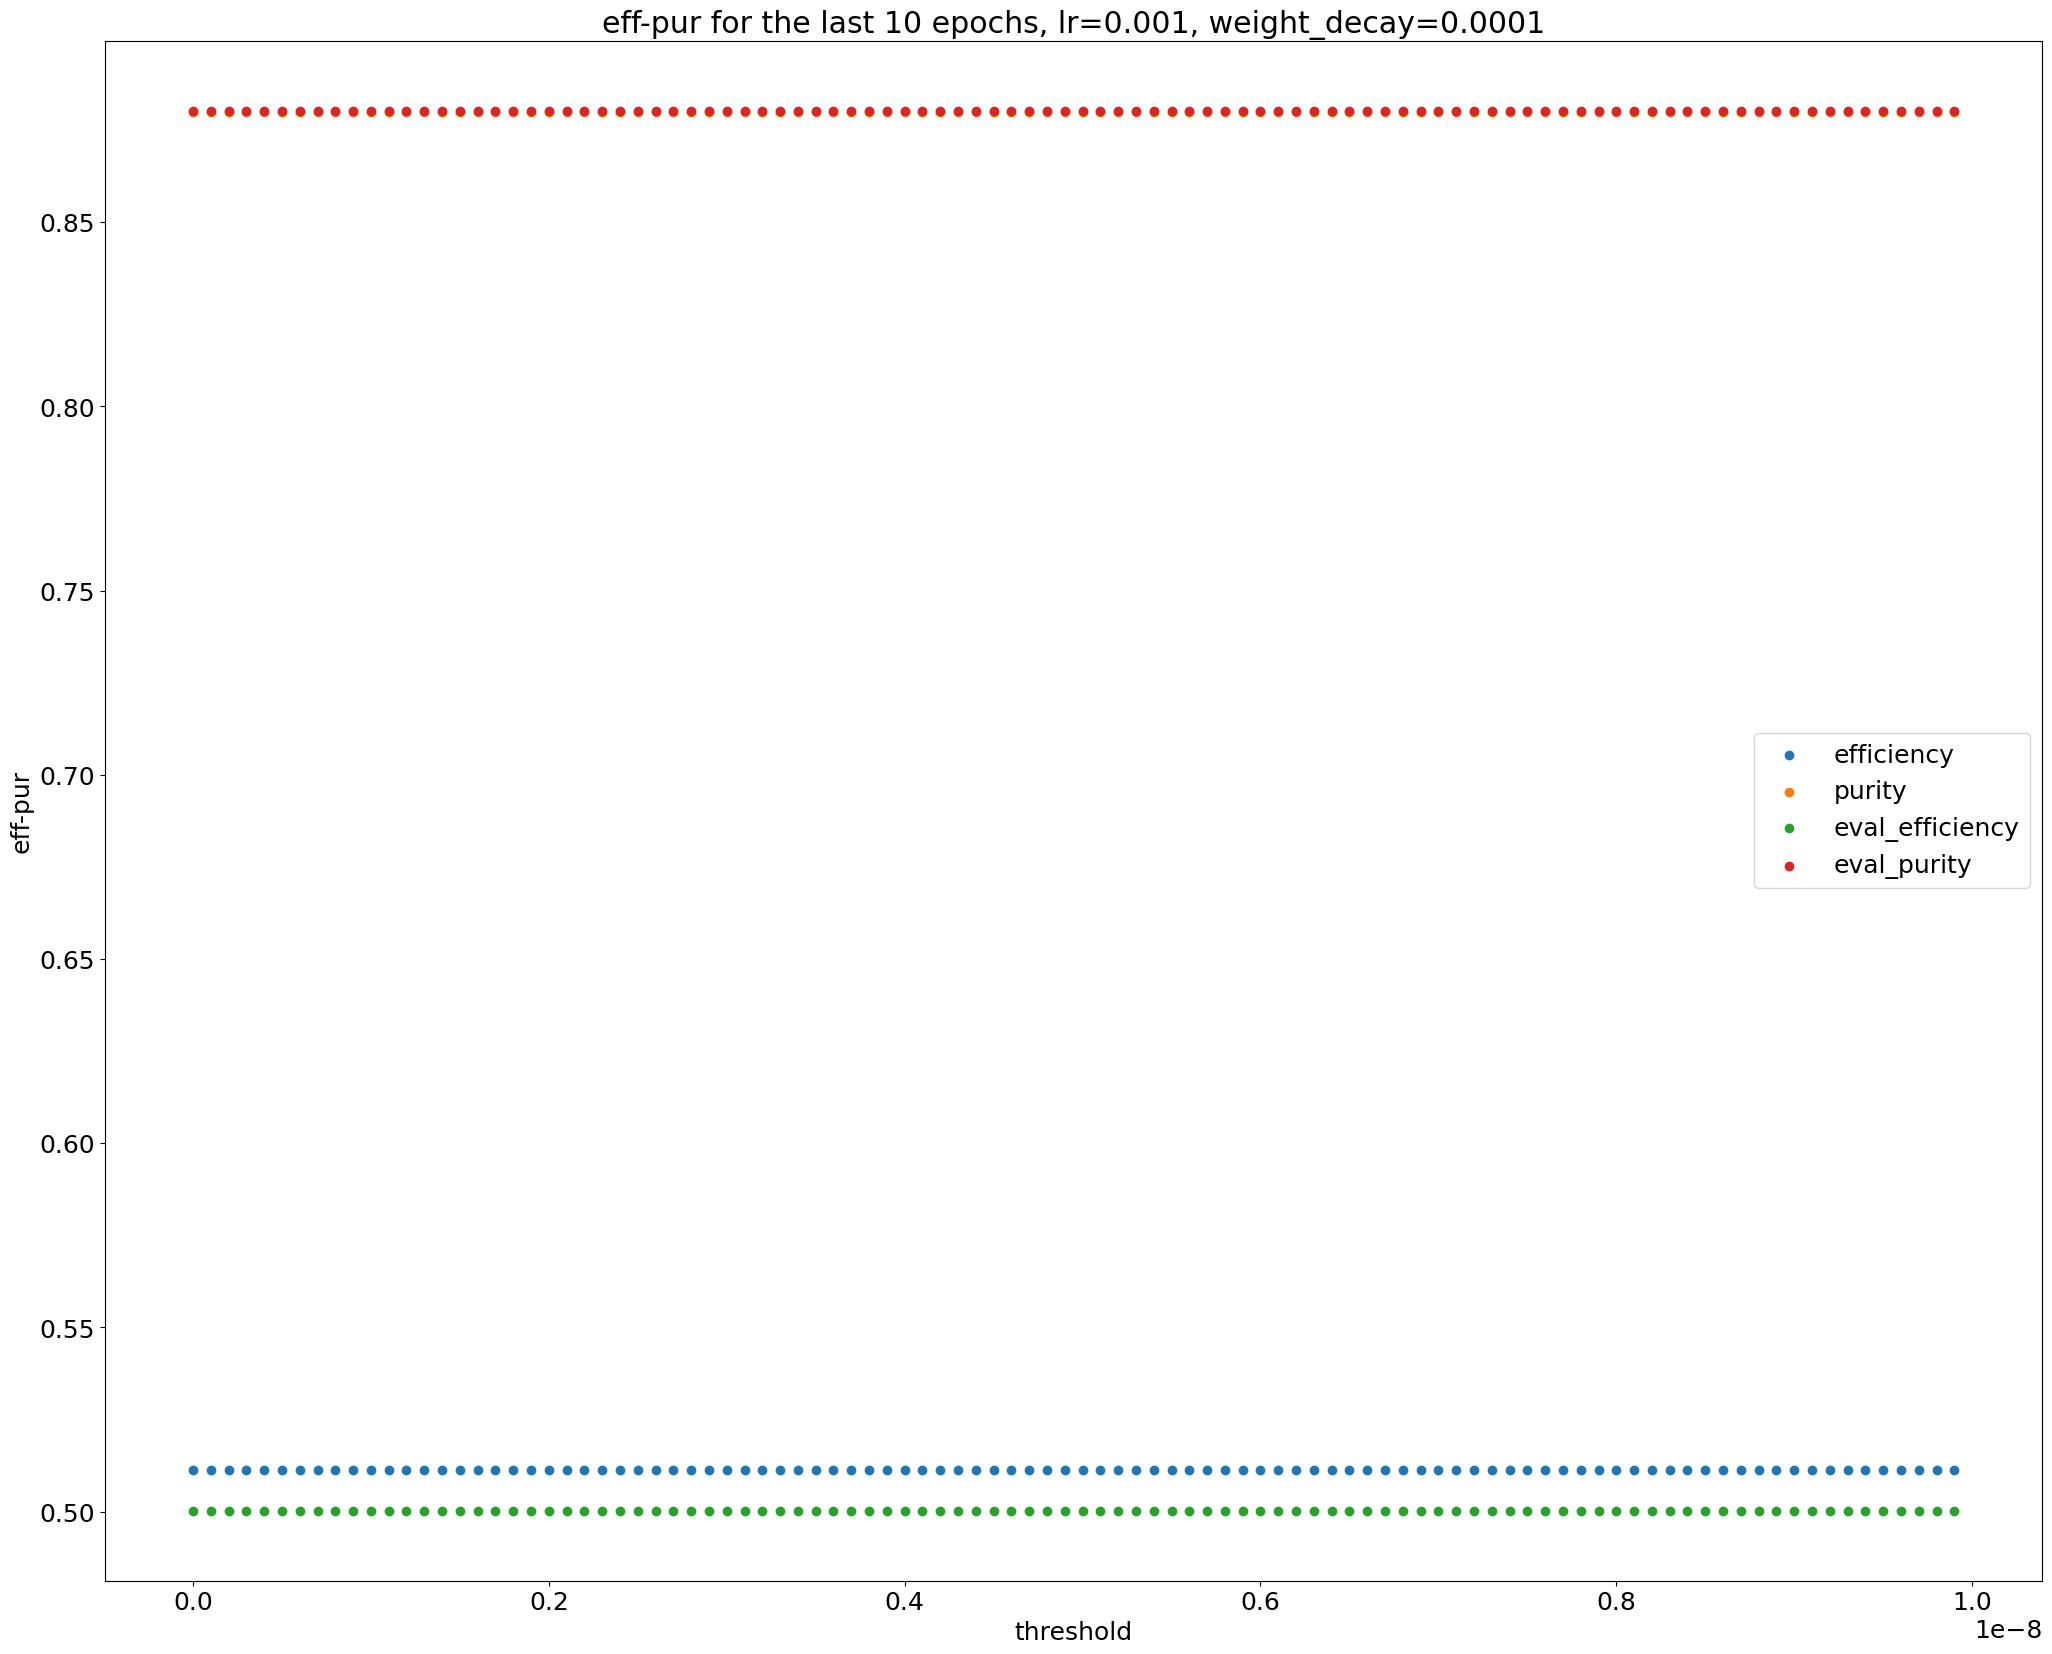 eff-pur for the last 10 epochs, lr=0.001, weight_decay=0.0001
eff-pur
0.85
0.80
0.75
0.70
0.65
0.60
0.55
0.50
efficiency
purity
eval_efficiency
eval_purity
0.0 0.2 0.4 0.6 0.8 1.0
1e−8
threshold